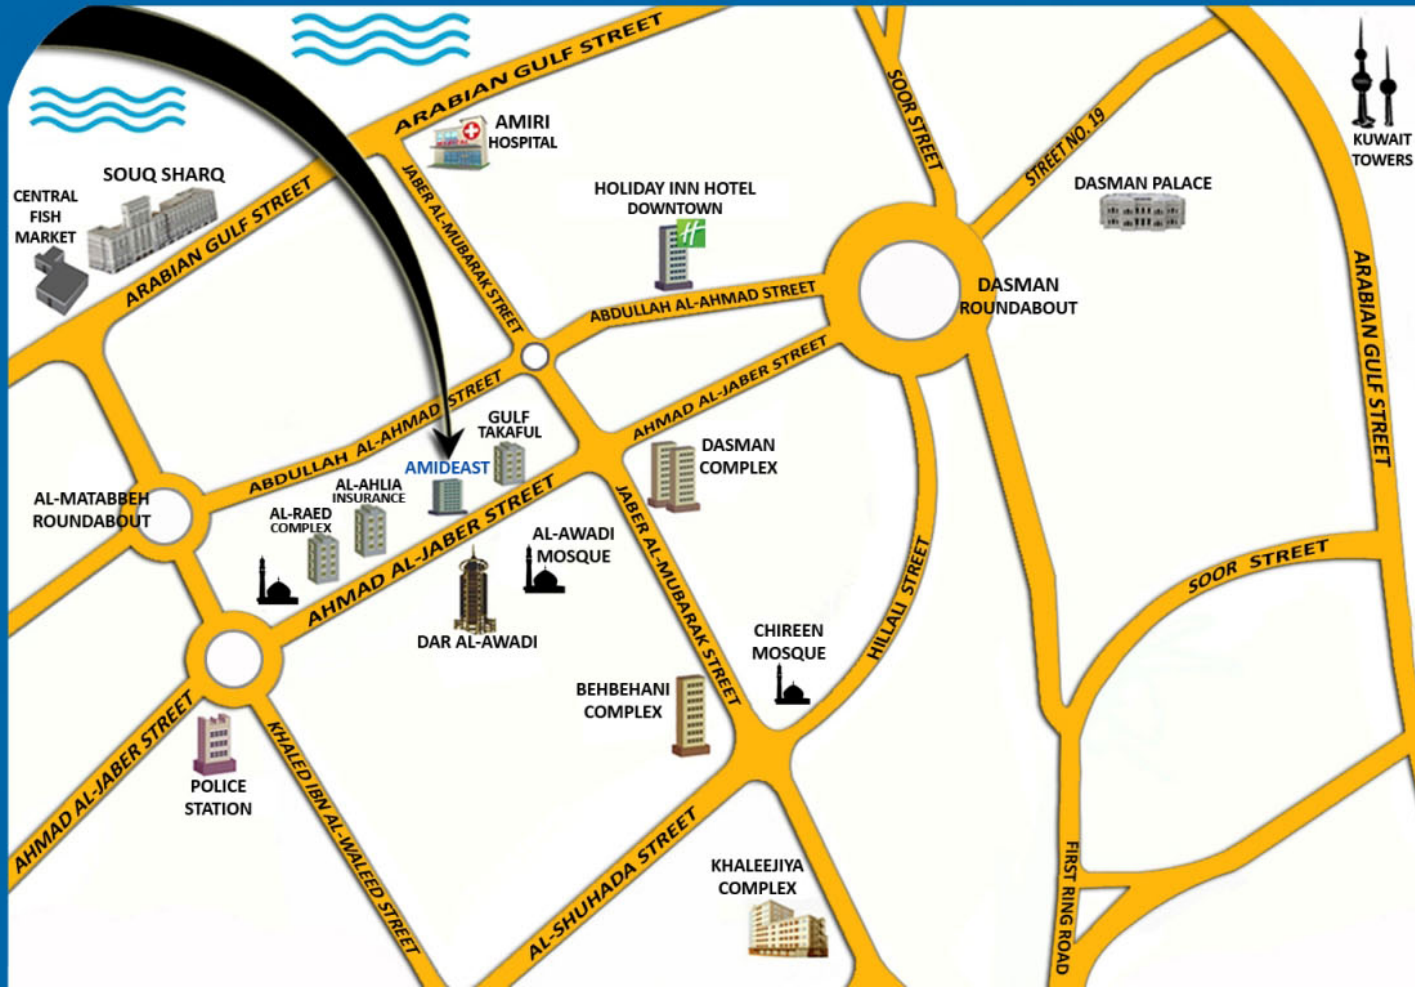 ARABIAN GULF STREET
SOOR STREET
STREET NO. 19
KUWAIT
TOWERS
AMIRI
HOSPITAL
SOUQ SHARQ
CENTRAL
FISH
MARKET
ARABIAN GULF STREET
JABER AL-MUBARAK STREET
HOLIDAY INN HOTEL
DOWNTOWN
H
DASMAN PALACE
ABDULLAH AL-AHMAD STREET
DASMAN
ROUNDABOUT
ARABIAN GULF STREET
AHMAD AL-JABER STREET
ABDULLAH AL-AHMAD STREET
GULF
TAKAFUL
AMIDEAST
DASMAN
COMPLEX
AL-AHLIA
INSURANCE
AL-RAED
COMPLEX
AL-MATABBEH
ROUNDABOUT
AHMAD AL-JABER STREET
AL-AWADI
MOSQUE
DAR AL-AWADI
JABER AL-MUBARAK STREET
HILLALI STREET
SOOR STREET
CHIREEN
MOSQUE
BEHBEHANI
COMPLEX
AHMAD AL-JABER STREET
POLICE
STATION
KHALED IBN AL-WALEED STREET
AL-SHUHADA STREET
KHALEEJIYA
COMPLEX
FIRST RING ROAD